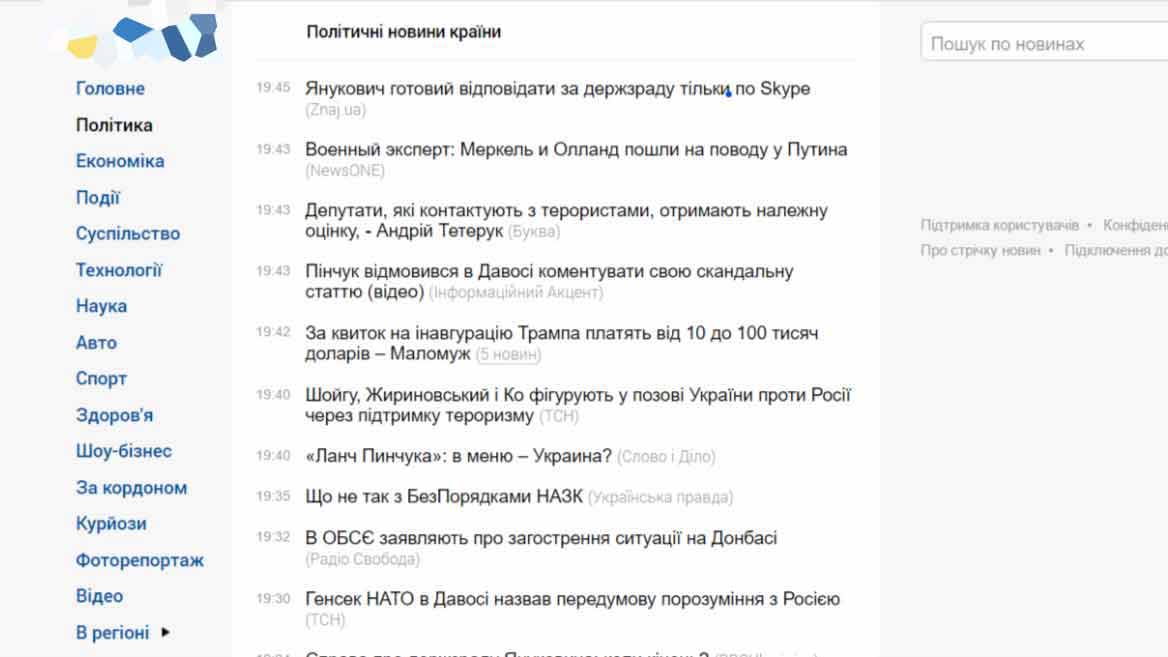 Політичні новини країни
Пошук по новинах
Головне
Політика
Економіка
Події
Суспільство
Технології
Наука
Авто
Спорт
Здоров'я
Шоу-бізнес
За кордоном
Курйози
Фоторепортаж
Відео
В регіоні
19:45 Янукович готовий відповідати за держзраду тільки по Skype
(Znaj.ua)
19:43 Военный эксперт: Меркель и Олланд пошли на поводу у Путина
(NewsONE)
19:43 Депутати, які контактують з терористами, отримають належну
оцінку, - Андрій Тетерук (Буква)
19:43 Пінчук відмовився в Давосі коментувати свою скандальну
статтю (відео) (Інформаційний Акцент)
19:42 За квиток на інавгурацію Трампа платять від 10 до 100 тисяч
доларів – Маломуж (5 новин)
19:40 Шойгу, Жириновський і Ко фігурують у позові України проти Росії
через підтримку тероризму (ТСН)
19:40 «Ланч Пинчука»: в меню – Украина? (Слово і Діло)
19:35 Що не так з БезПорядками НАЗК (Українська правда)
19:32 В ОБСЄ заявляють про загострення ситуації на Донбасі
(Радіо Свобода)
19:30 Генсек НАТО в Давосі назвав передумову порозуміння з Росією
(ТСН)
Підтримка користувачів •
Про стрічку новин • Підключення